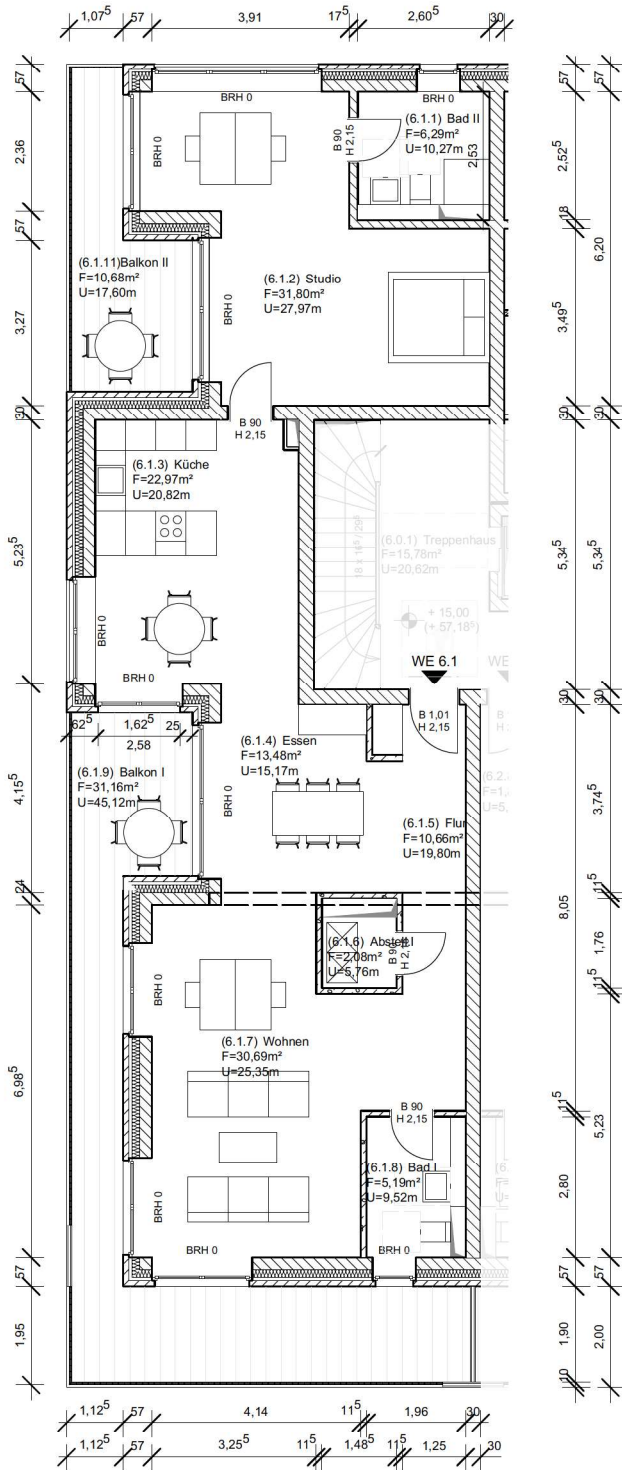 1,07⁵ 57 3,91 17⁵ 2,60⁵ 30
57 2,36 57 3,27 30 5,23⁵ 4,15⁵ 24 6,98⁵ 57 1,95
BRH 0
BRH 0
BRH 0
B 90
H 2,15
(6.1.1) Bad II
F=6,29m²
U=10,27m
2,53
(6.1.11)Balkon II
F=10,68m²
U=17,60m
(6.1.2) Studio
F=31,80m²
U=27,97m
BRH 0
B 90
H 2,15
(6.1.3) Küche
F=22,97m²
U=20,82m
18 x 16⁵ / 29⁵
(6.0.1) Treppenhaus
F=15,78m²
U=20,62m
+ 15,00
(+ 57,18⁵)
BRH 0
BRH 0
WE 6.1
WE
B 1,01
H 2,15
62⁵ 1,62⁵ 25
2,58
(6.1.4) Essen
F=13,48m²
U=15,17m
(6.1.9) Balkon I
F=31,16m²
U=45,12m
BRH 0
(6.1.5) Flur
F=10,66m²
U=19,80m
(6.1.6) Abstell
F=2,08m²
U=5,76m
B 90
H 2,15
BRH 0
(6.1.7) Wohnen
F=30,69m²
U=25,35m
B 90
H 2,15
(6.1.8) Bad I
F=5,19m²
U=9,52m
BRH 0
BRH 0
BRH 0
57 2,52⁵ 18 3,49⁵ 30 5,34⁵ 30 3,74⁵ 8,05 11⁵ 1,76 11⁵ 11⁵ 2,80 57 1,90 10
57 6,20 30 5,34⁵ 30 5,23 57 2,00
1,12⁵ 57 4,14 11⁵ 1,96 30
1,12⁵ 57 3,25⁵ 11⁵ 1,48⁵ 11⁵ 1,25 30